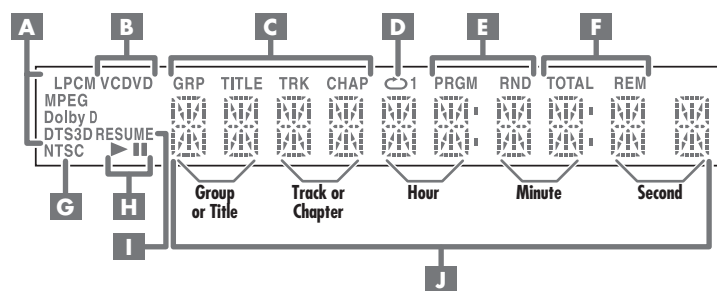 A B C D E F
LPCM VCDVD GRP TITLE TRK CHAP 1 PRGM RND TOTAL REM
MPEG
Dolby D
DTS3D RESUME
NTSC
G H Group Track or Hour Minute Second
or Title Chapter
I
J